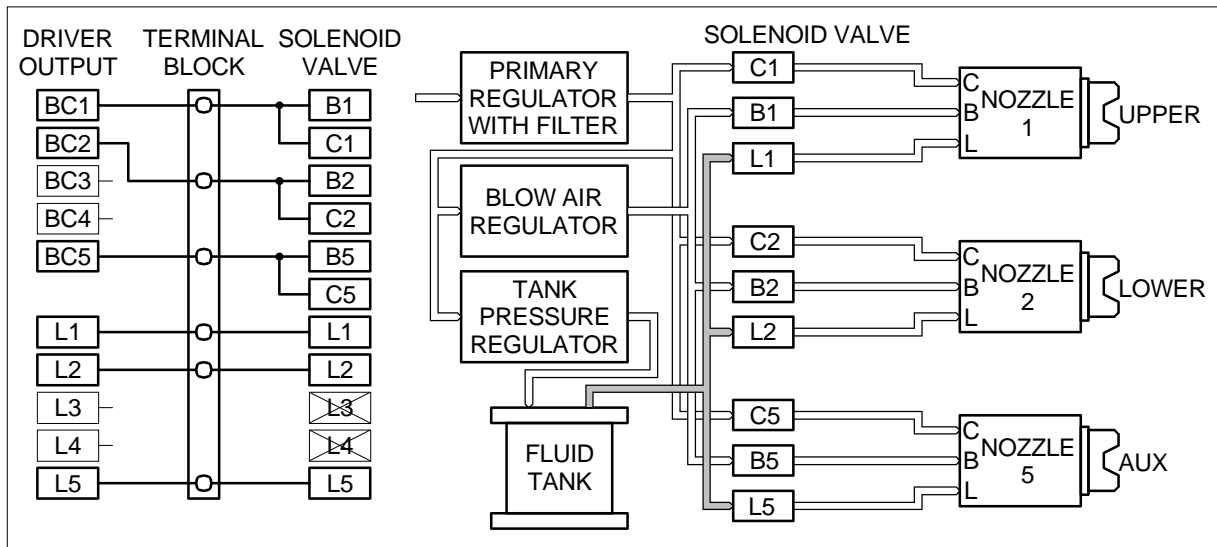 DRIVER
OUTPUT
TERMINAL
BLOCK
SOLENOID
VALVE
BC1
B1
C1
BC2
BC3
B2
BC4
C2
BC5
B5
C5
L1
L1
L2
L2
L3
L3
L4
L4
L5
L5
PRIMARY
REGULATOR
WITH FILTER
BLOW AIR
REGULATOR
TANK
PRESSURE
REGULATOR
FLUID
TANK
SOLENOID VALVE
C1
B1
L1
C
B
L
NOZZLE
1
UPPER
C2
B2
L2
C
B
L
NOZZLE
2
LOWER
C5
B5
L5
C
B
L
NOZZLE
5
AUX